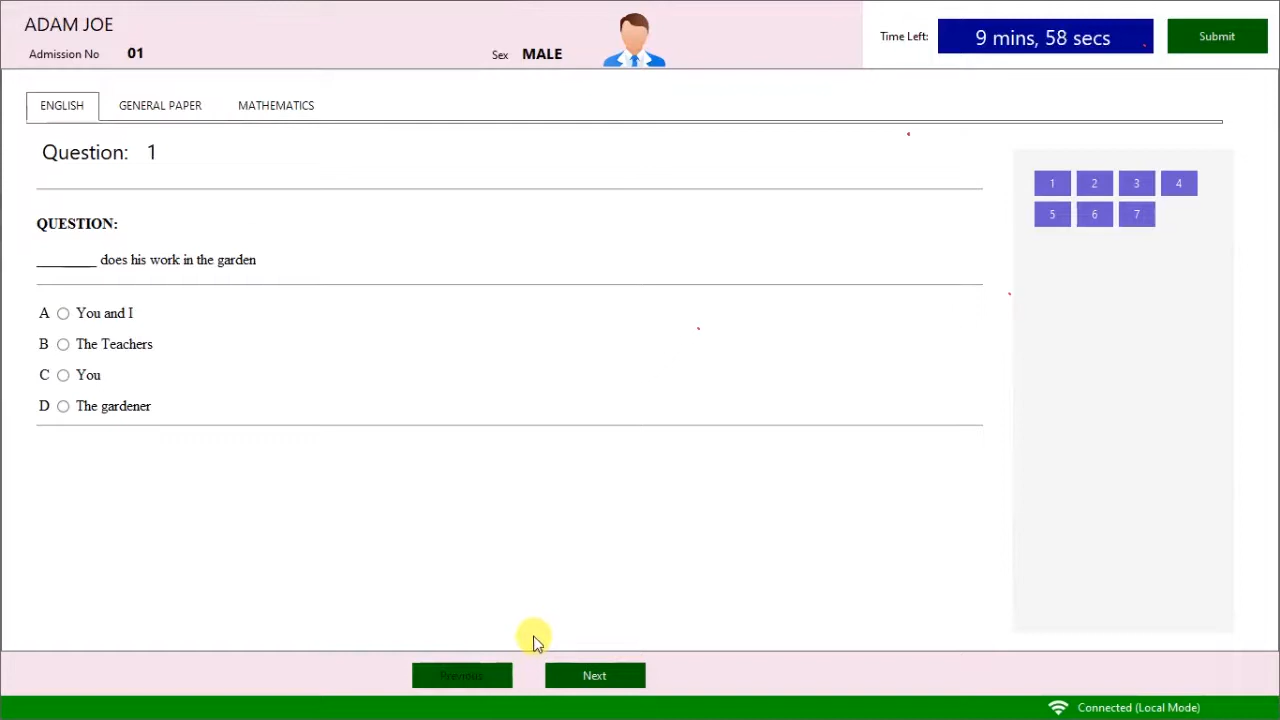 ADAM JOE
Admission No 01
Sex MALE
Time Left: 9 mins, 58 secs
Submit
ENGLISH GENERAL PAPER MATHEMATICS
Question: 1
1 2 3 4
5 6 7
QUESTION:
________ does his work in the garden
A You and I
B The Teachers
C You
D The gardener
Previous Next
Connected (Local Mode)